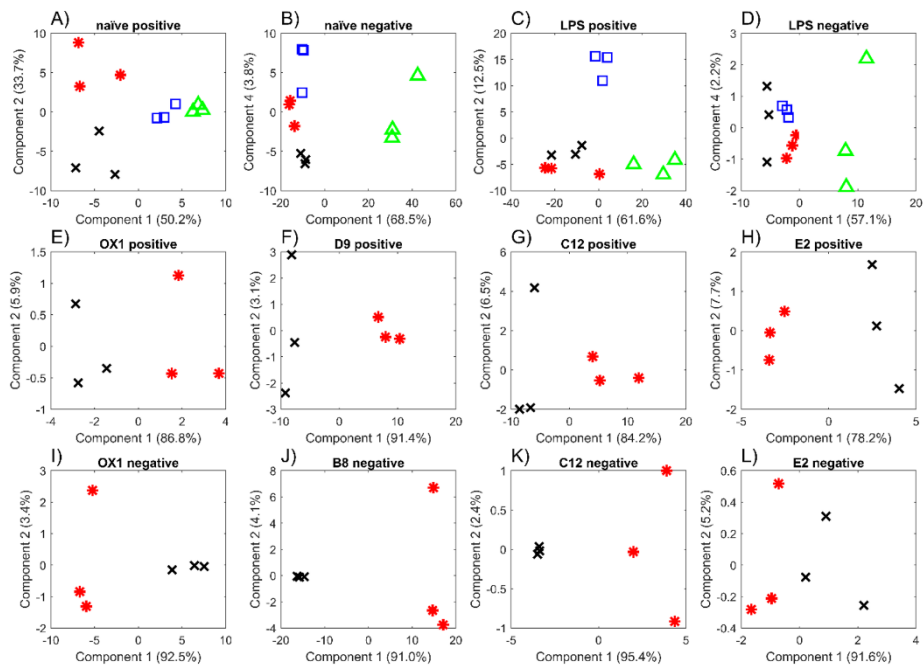 A) naïve positive
Component 2 (33.7%)
10
5
0
-5
-10
-10 -5 0 5 10
Component 1 (50.2%)
B) naïve negative
Component 4 (3.8%)
10
5
0
-5
-10
-20 0 20 40 60
Component 1 (68.5%)
C) LPS positive
Component 2 (12.5%)
20
15
10
5
0
-5
-10
-40 -20 0 20 40
Component 1 (61.6%)
D) LPS negative
Component 4 (2.2%)
3
2
1
0
-1
-2
-10 0 10 20
Component 1 (57.1%)
E) OX1 positive
Component 2 (5.9%)
1.5
1
0.5
0
-0.5
-1
-4 -2 0 2 4
Component 1 (86.8%)
F) D9 positive
Component 2 (3.1%)
3
2
1
0
-1
-2
-3
-10 0 10 20
Component 1 (91.4%)
G) C12 positive
Component 2 (6.5%)
6
4
2
0
-2
-10 0 10 20
Component 1 (84.2%)
H) E2 positive
Component 2 (7.7%)
2
1
0
-1
-2
-5 0 5
Component 1 (78.2%)
I) OX1 negative
Component 2 (3.4%)
3
2
1
0
-1
-2
-10 -5 0 5 10
Component 1 (92.5%)
J) B8 negative
Component 2 (4.1%)
8
6
4
2
0
-2
-4
-20 -10 0 10 20
Component 1 (91.0%)
K) C12 negative
Component 2 (2.4%)
1
0.5
0
-0.5
-1
-5 0 5
Component 1 (95.4%)
L) E2 negative
Component 2 (5.2%)
0.6
0.4
0.2
0
-0.2
-0.4
-2 0 2 4
Component 1 (91.6%)